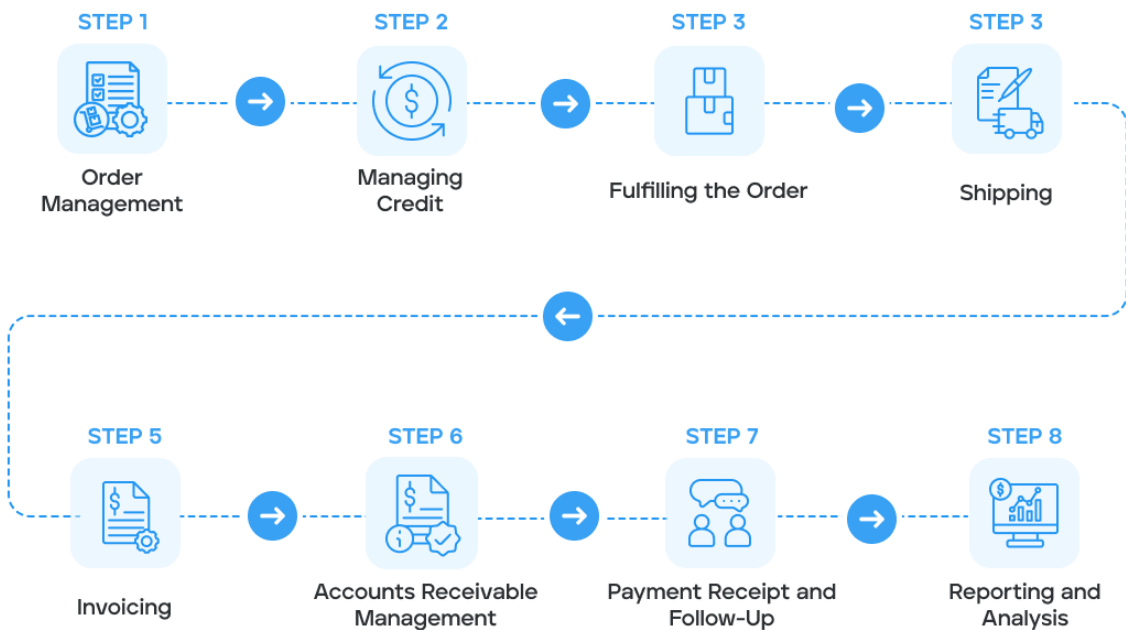 STEP 1
Order
Management
STEP 2
Managing
Credit
STEP 3
Fulfilling the Order
STEP 3
Shipping
STEP 5
Invoicing
STEP 6
Accounts Receivable
Management
STEP 7
Payment Receipt and
Follow-Up
STEP 8
Reporting and
Analysis